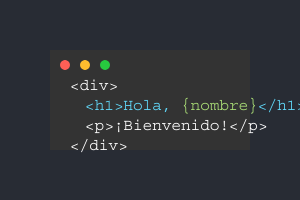 <div>
<h1>Hola, {nombre}</h1>
<p>¡Bienvenido!</p>
</div>